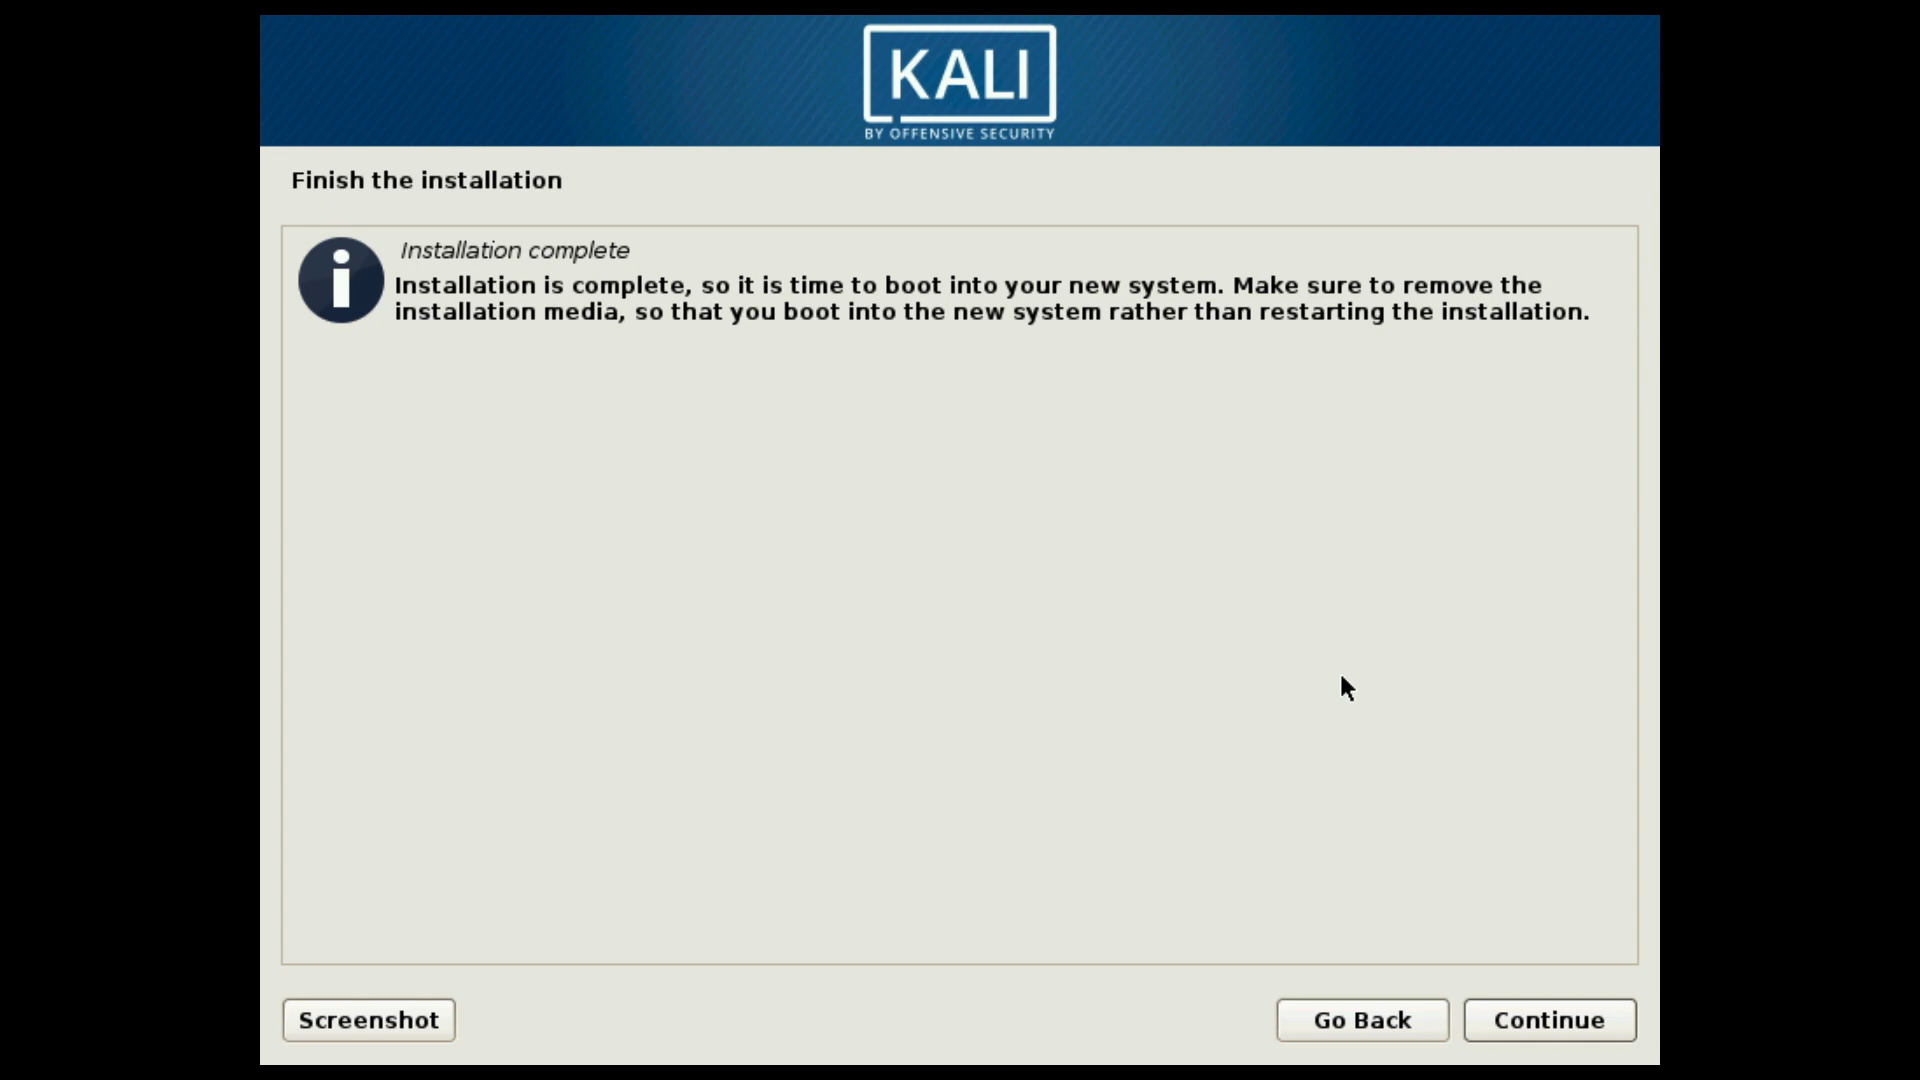 KALI
BY OFFENSIVE SECURITY
Finish the installation
Installation complete
Installation is complete, so it is time to boot into your new system. Make sure to remove the
installation media, so that you boot into the new system rather than restarting the installation.
Screenshot
Go Back
Continue